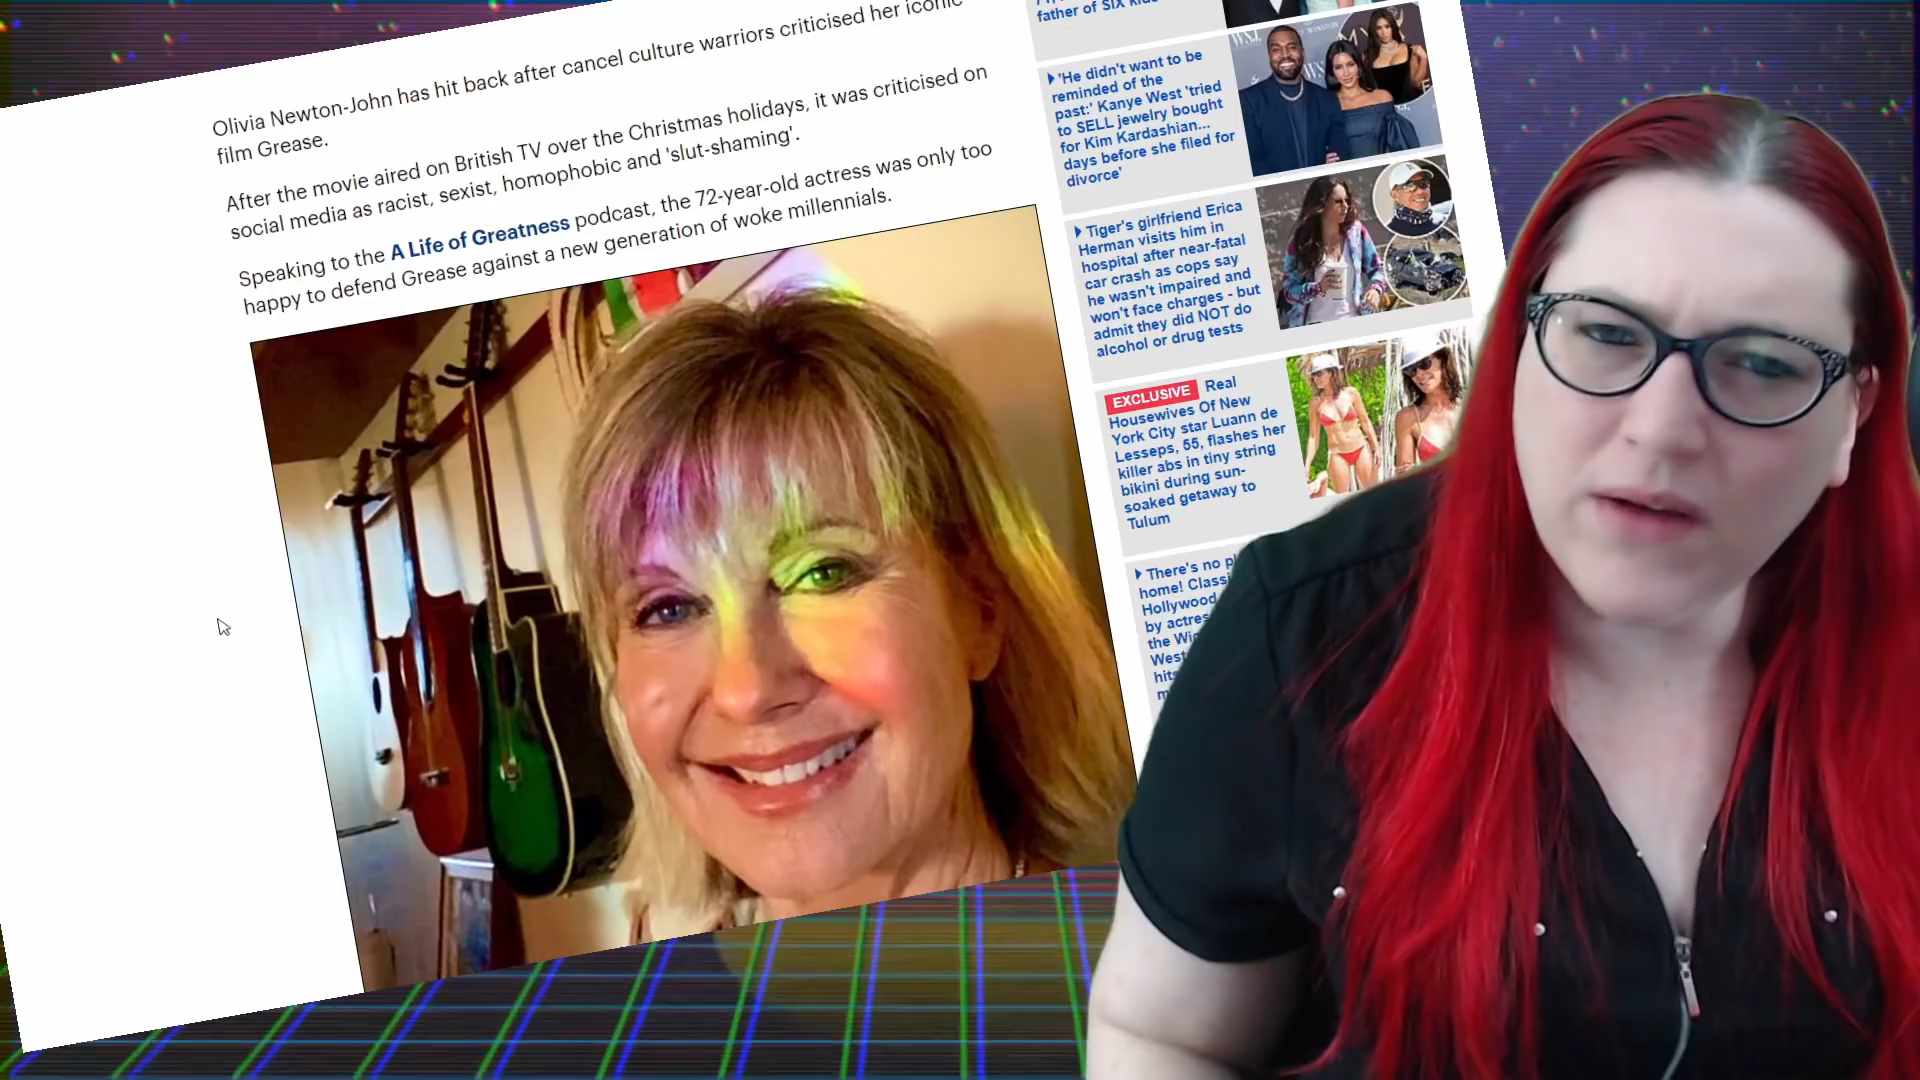 Olivia Newton-John has hit back after cancel culture warriors criticised her iconic
film Grease.
After the movie aired on British TV over the Christmas holidays, it was criticised on
social media as racist, sexist, homophobic and 'slut-shaming'.
Speaking to the A Life of Greatness podcast, the 72-year-old actress was only too
happy to defend Grease against a new generation of woke millennials.
father of SIX kids
'He didn't want to be
reminded of the
past:' Kanye West 'tried
to SELL jewelry bought
for Kim Kardashian...
days before she filed for
divorce'
Tiger's girlfriend Erica
Herman visits him in
hospital after near-fatal
car crash as cops say
he wasn't impaired and
won't face charges - but
admit they did NOT do
alcohol or drug tests
EXCLUSIVE Real
Housewives Of New
York City star Luann de
Lesseps, 55, flashes her
killer abs in tiny string
bikini during sun-
soaked getaway to
Tulum
There's no
home!
Hollywood
by
the
West